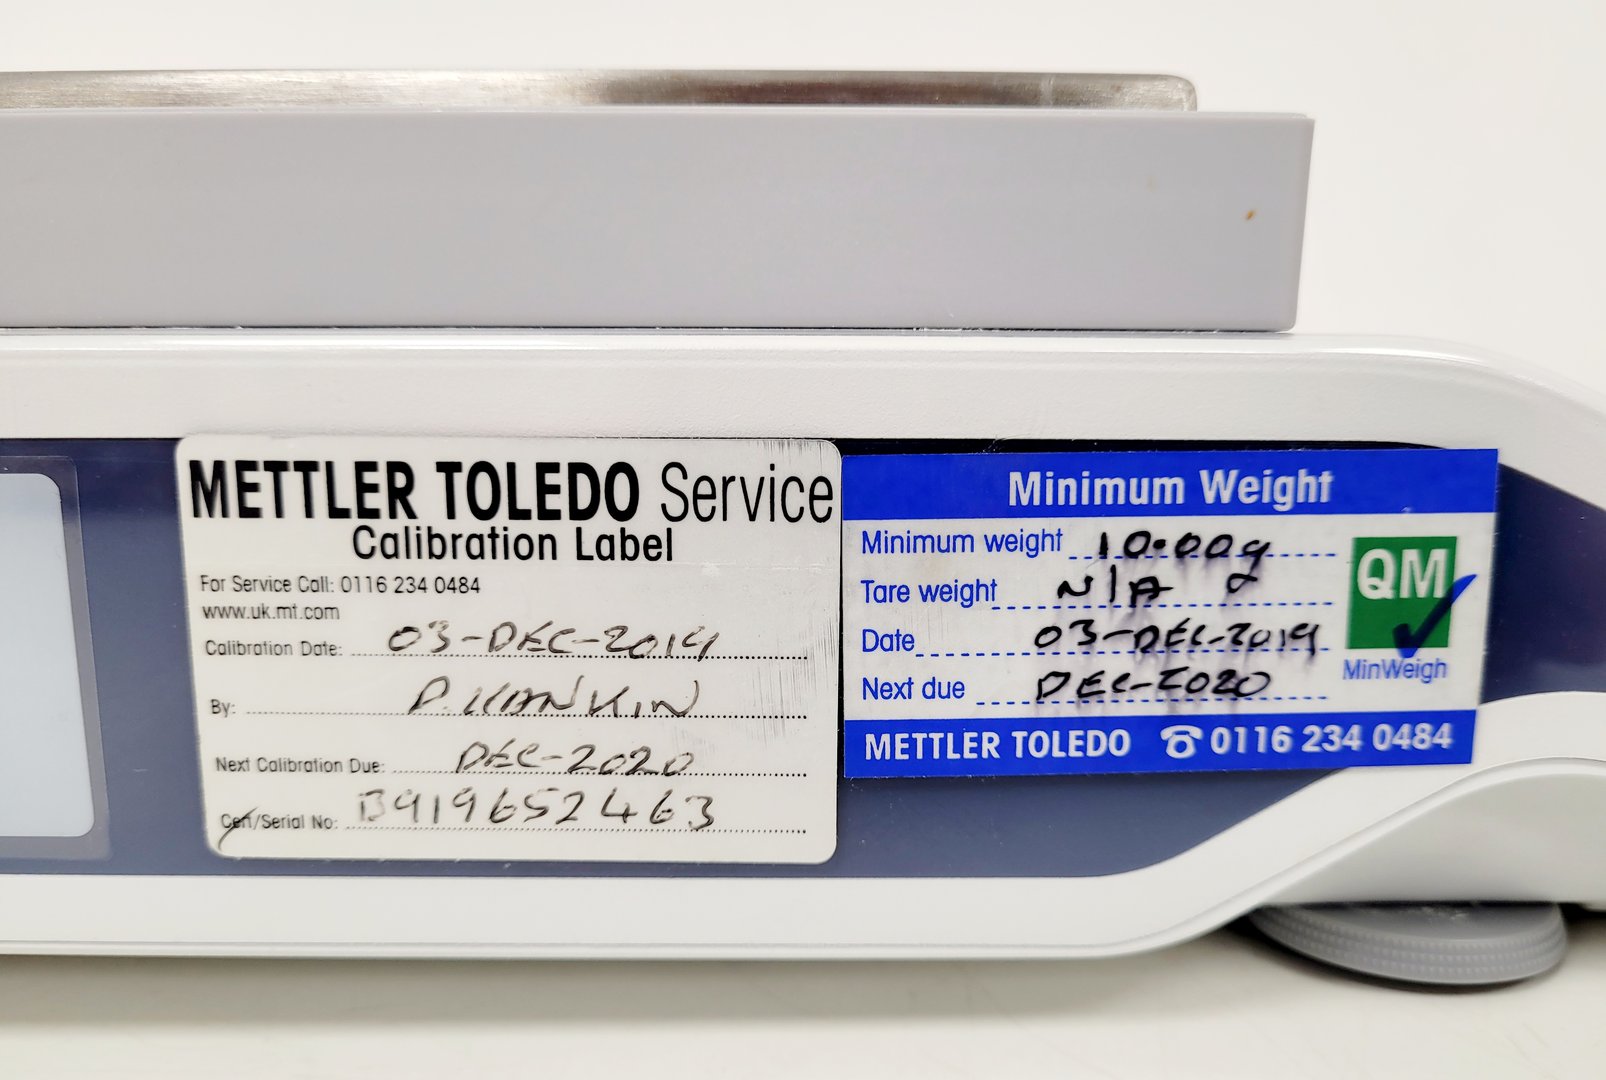 METTLER TOLEDO Service
Calibration Label
For Service Call: 0116 234 0484
www.uk.mt.com
Calibration Date: 03-DEC-2019
By: P.
Next Calibration Due: DEC-2020
Cert/Serial No: B919652463
Minimum Weight
Minimum weight 10.00g
Tare weight N/A
Date 03-DEC-2019
Next due DEC-2020
QM
MinWeigh
METTLER TOLEDO ☎ 0116 234 0484